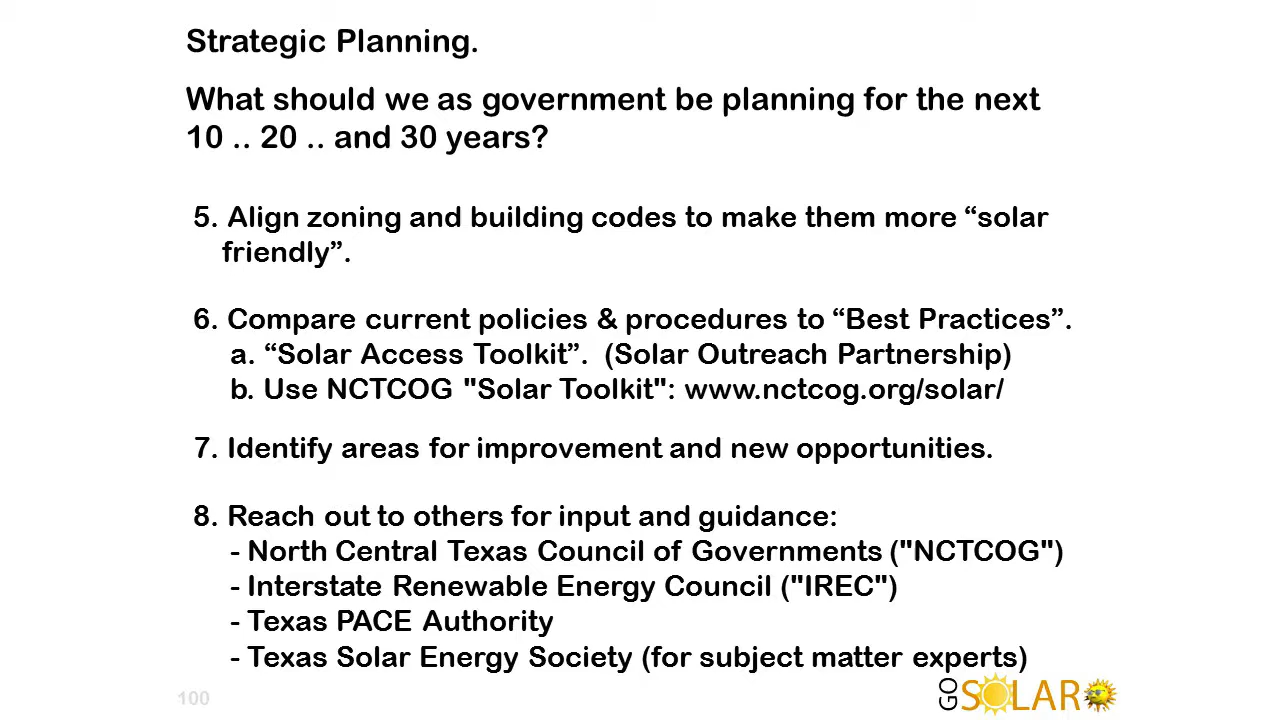 Strategic Planning.
What should we as government be planning for the next
10 .. 20 .. and 30 years?
5. Align zoning and building codes to make them more “solar
friendly”.
6. Compare current policies & procedures to “Best Practices”.
a. “Solar Access Toolkit”. (Solar Outreach Partnership)
b. Use NCTCOG "Solar Toolkit": www.nctcog.org/solar/
7. Identify areas for improvement and new opportunities.
8. Reach out to others for input and guidance:
- North Central Texas Council of Governments ("NCTCOG")
- Interstate Renewable Energy Council ("IREC")
- Texas PACE Authority
- Texas Solar Energy Society (for subject matter experts)
100
GO SOLAR